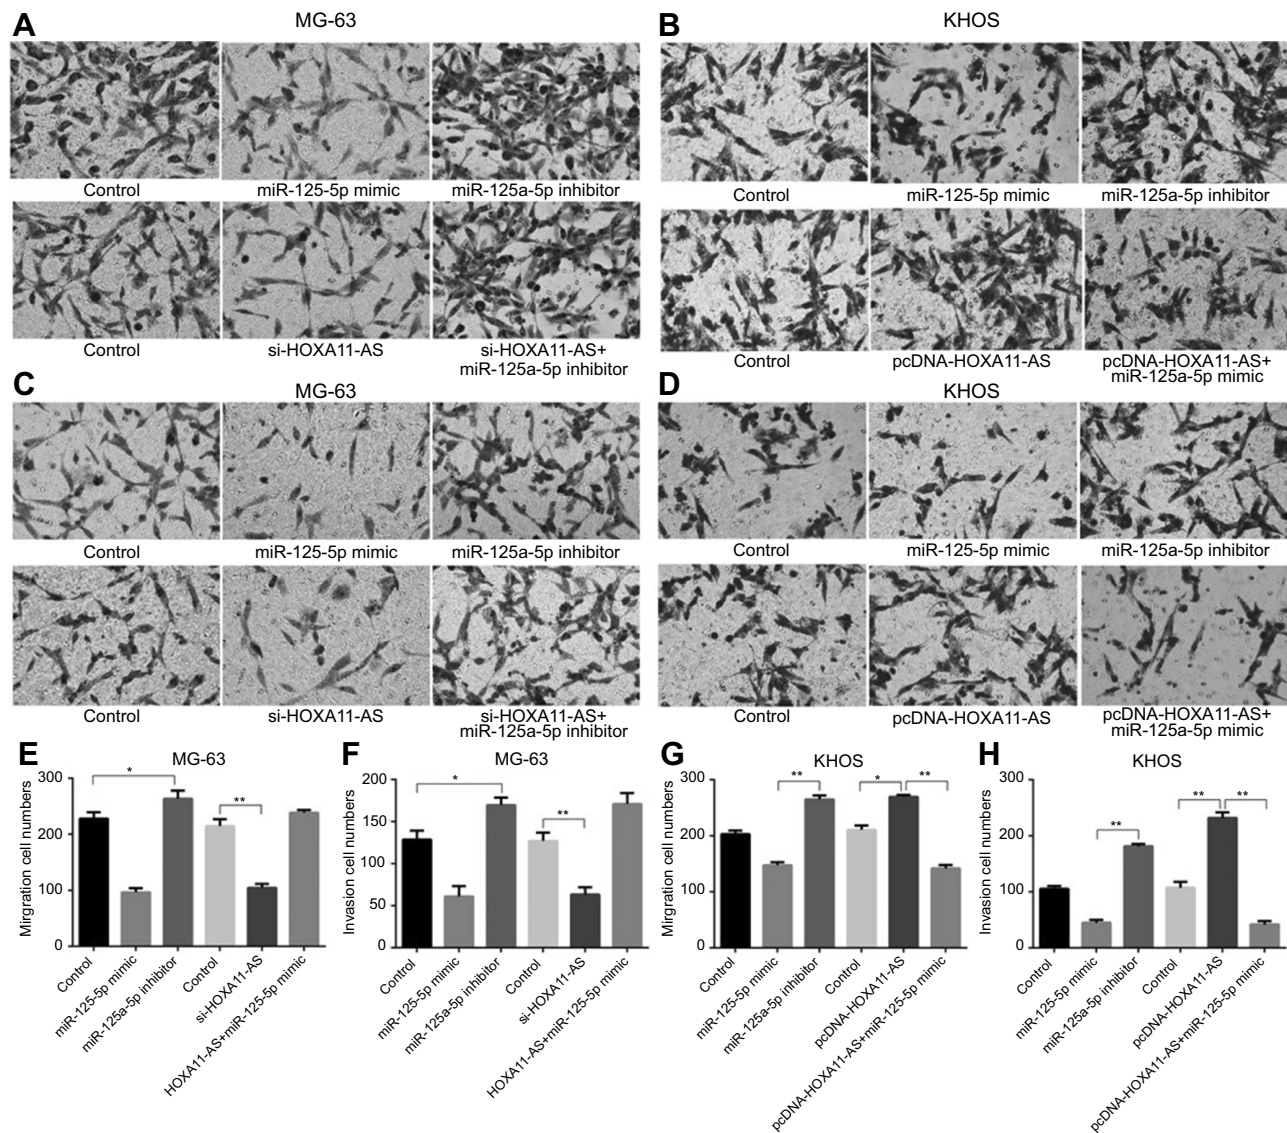 A
MG-63
B
KHOS
Control
miR-125-5p mimic
miR-125a-5p inhibitor
Control
miR-125-5p mimic
miR-125a-5p inhibitor
Control
si-HOXA11-AS
si-HOXA11-AS+
miR-125a-5p inhibitor
Control
pcDNA-HOXA11-AS
pcDNA-HOXA11-AS+
miR-125a-5p mimic
C
MG-63
D
KHOS
Control
miR-125-5p mimic
miR-125a-5p inhibitor
Control
miR-125-5p mimic
miR-125a-5p inhibitor
Control
si-HOXA11-AS
si-HOXA11-AS+
miR-125a-5p inhibitor
Control
pcDNA-HOXA11-AS
pcDNA-HOXA11-AS+
miR-125a-5p mimic
E
MG-63
Mirgration cell numbers
300
200
100
0
*
**
Control
miR-125-5p mimic
miR-125a-5p inhibitor
Control
si-HOXA11-AS
HOXA11-AS+miR-125-5p mimic
F
MG-63
Invasion cell numbers
200
150
100
50
0
*
**
Control
miR-125-5p mimic
miR-125a-5p inhibitor
Control
si-HOXA11-AS
HOXA11-AS+miR-125-5p mimic
G
KHOS
Mirgration cell numbers
300
200
100
0
**
*
**
Control
miR-125-5p mimic
miR-125a-5p inhibitor
Control
pcDNA-HOXA11-AS
pcDNA-HOXA11-AS+miR-125-5p mimic
H
KHOS
Invasion cell numbers
300
200
100
0
**
**
**
Control
miR-125-5p mimic
miR-125a-5p inhibitor
Control
pcDNA-HOXA11-AS
pcDNA-HOXA11-AS+miR-125-5p mimic